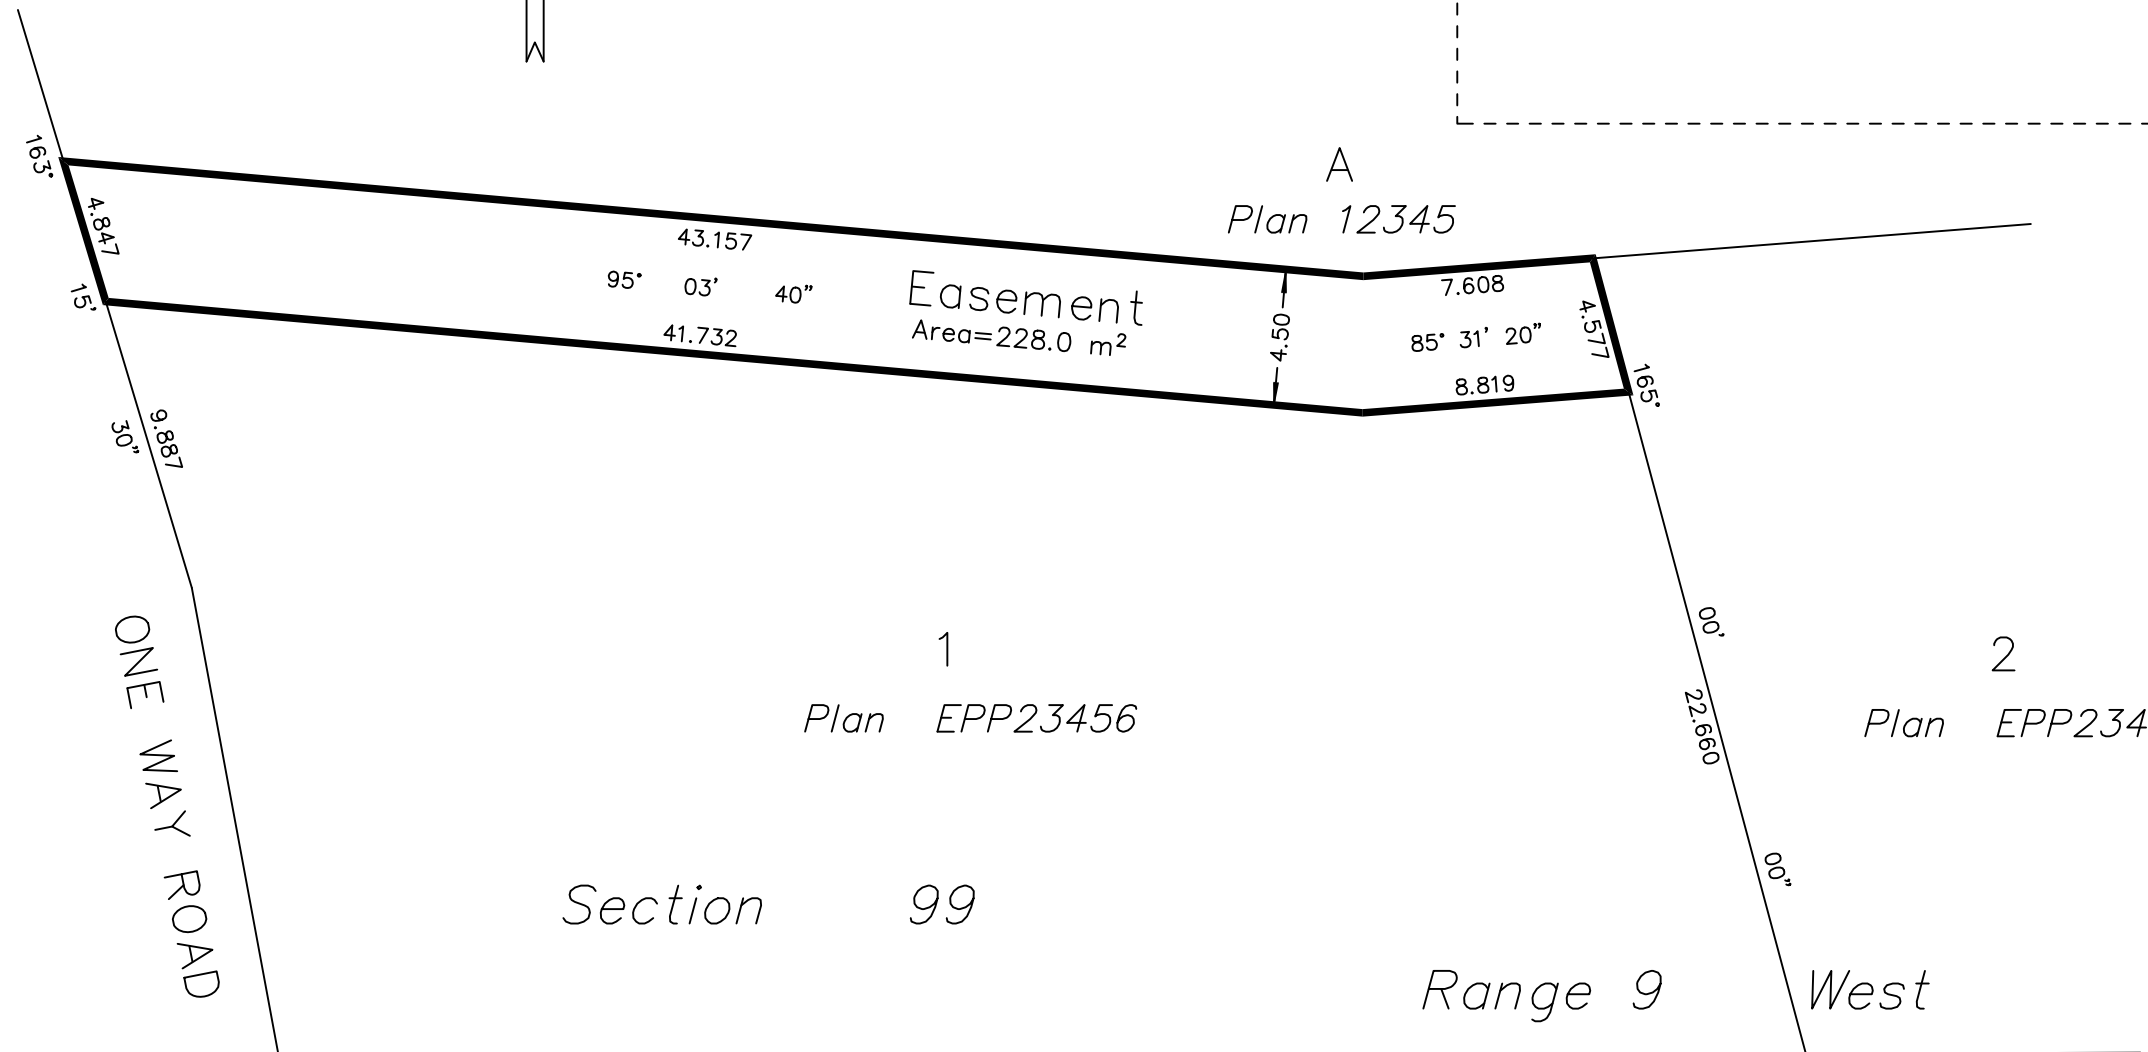 A
Plan 12345
163°
4.847
15'
43.157
95° 03' 40"
41.732
Easement
Area=228.0 m²
4.50
7.608
85° 31' 20"
8.819
4.577
165°
9.887
30"
00'
22.660
00"
1
Plan EPP23456
2
Plan EPP234
ONE WAY ROAD
Section 99
Range 9 West